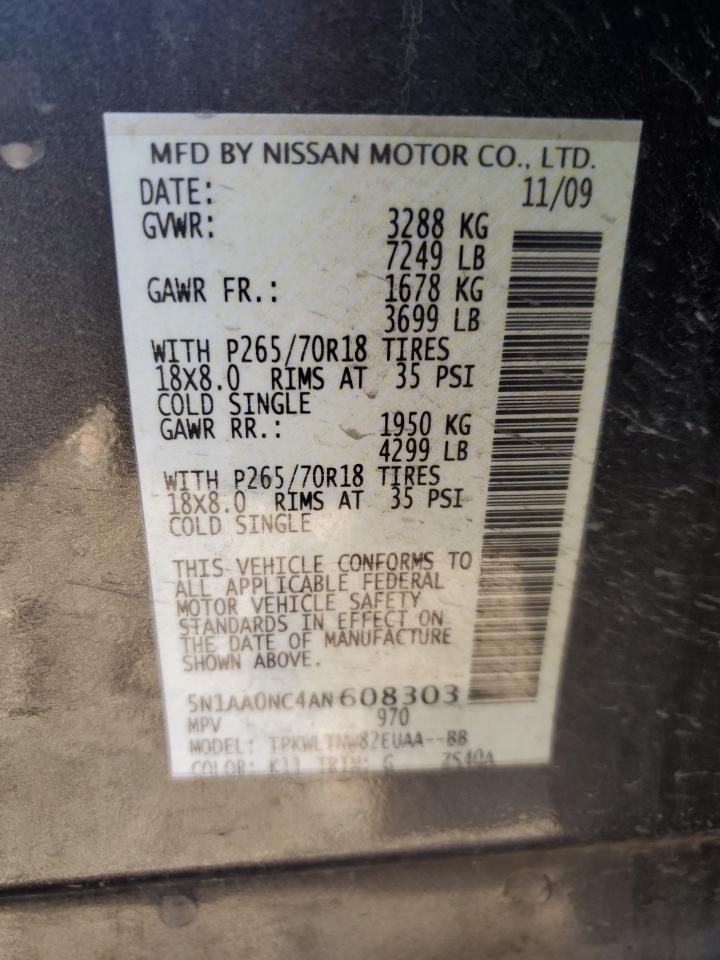 MFD BY NISSAN MOTOR CO., LTD.
DATE: 11/09
GVWR: 3288 KG
7249 LB
GAWR FR.: 1678 KG
3699 LB
WITH P265/70R18 TIRES
18X8.0 RIMS AT 35 PSI
COLD SINGLE
GAWR RR.: 1950 KG
4299 LB
WITH P265/70R18 TIRES
18X8.0 RIMS AT 35 PSI
COLD SINGLE
THIS VEHICLE CONFORMS TO
ALL APPLICABLE FEDERAL
MOTOR VEHICLE SAFETY
STANDARDS IN EFFECT ON
THE DATE OF MANUFACTURE
SHOWN ABOVE.
5N1AA0NC4AN608303
MPV 970
MODEL: TPKWLTNW82EUAA--BB
COLOR: K11 TRIM: G ZS40A